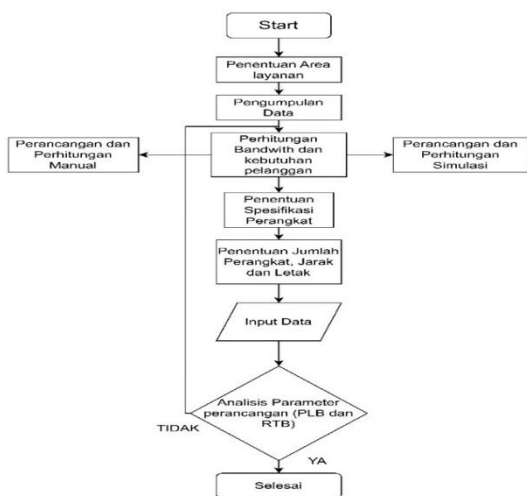 Start
Penentuan Area
layanan
Pengumpulan
Data
Perancangan dan
Perhitungan
Manual
Perhitungan
Bandwith dan
kebutuhan
pelanggan
Perancangan dan
Perhitungan
Simulasi
Penentuan
Spesifikasi
Perangkat
Penentuan Jumlah
Perangkat, Jarak
dan Letak
Input Data
Analisis Parameter
perancangan (PLB dan
RTB)
TIDAK
YA
Selesai